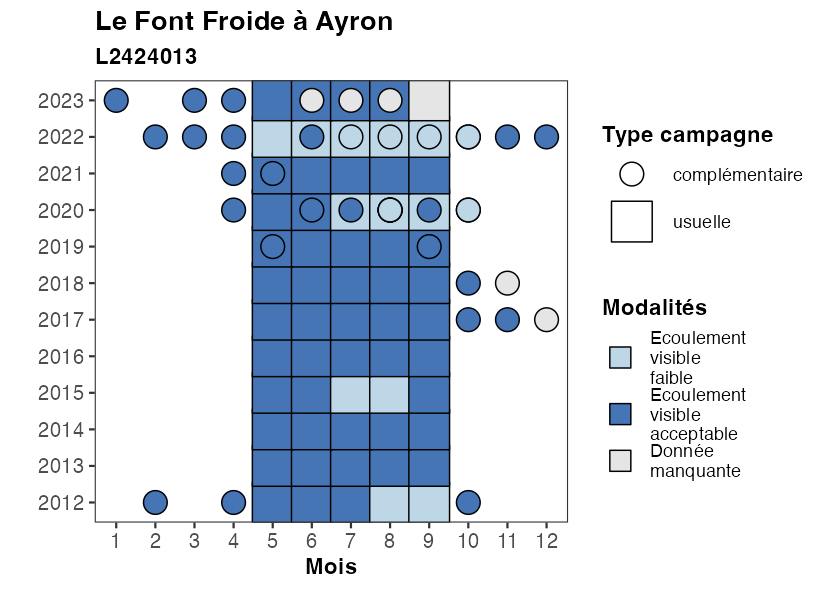 Le Font Froide à Ayron
L2424013
2023
2022
2021
2020
2019
2018
2017
2016
2015
2014
2013
2012
1 2 3 4 5 6 7 8 9 10 11 12
Mois
Type campagne
complémentaire
usuelle
Modalités
Ecoulement
visible
faible
Ecoulement
visible
acceptable
Donnée
manquante